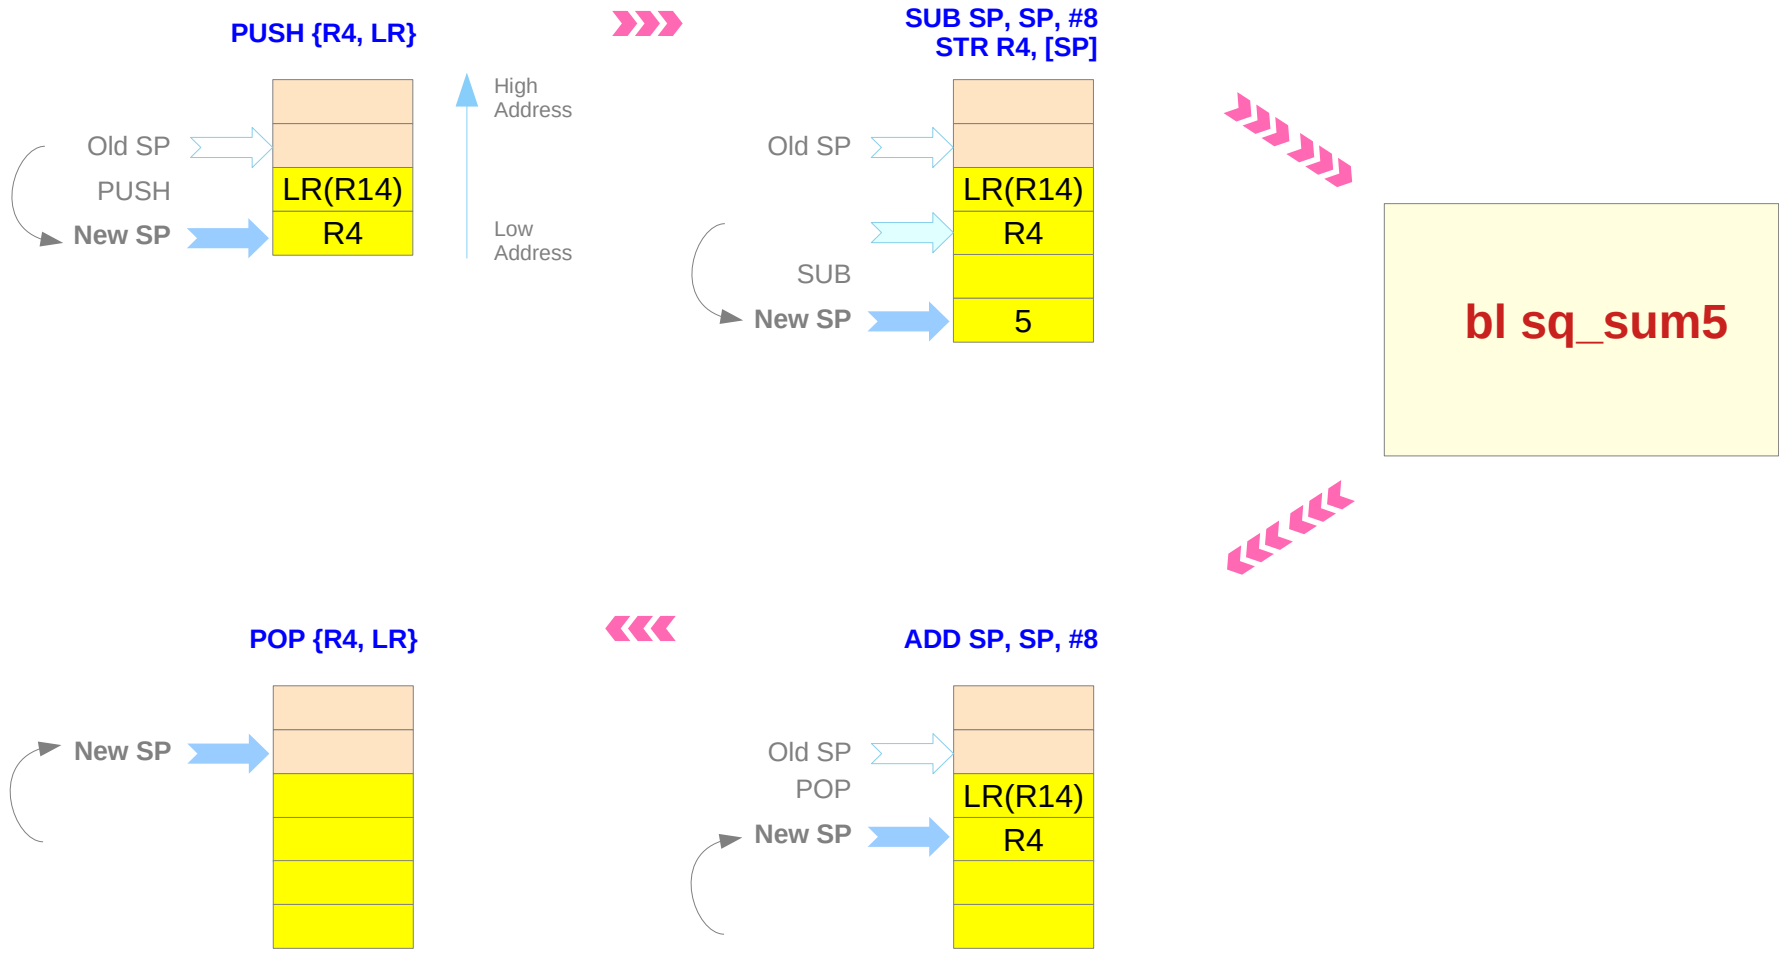 PUSH {R4, LR}
High
Address
Old SP
PUSH
LR(R14)
New SP
R4
Low
Address
SUB SP, SP, #8
STR R4, [SP]
Old SP
LR(R14)
R4
SUB
New SP
5
bl sq_sum5
POP {R4, LR}
New SP
ADD SP, SP, #8
Old SP
POP
LR(R14)
New SP
R4